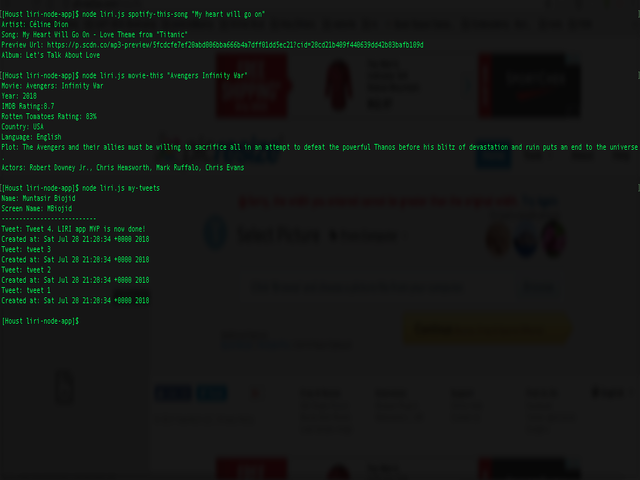 [Houst liri-node-app]$ node liri.js spotify-this-song "My heart will go on"
Artist: Céline Dion
Song: My Heart Will Go On - Love Theme from "Titanic"
Preview Url: https://p.scdn.co/mp3-preview/3fcdcfe7ef20abd086bba666b4a7dff01dd5ec21?cid=28cd21b409f448639dd42b83bafb109d
Album: Let's Talk About Love
[Houst liri-node-app]$ node liri.js movie-this "Avengers Infinity War"
Movie: Avengers: Infinity War
Year: 2018
IMDB Rating:8.7
Rotten Tomatoes Rating: 83%
Country: USA
Language: English
Plot: The Avengers and their allies must be willing to sacrifice all in an attempt to defeat the powerful Thanos before his blitz of devastation and ruin puts an end to the universe
.
Actors: Robert Downey Jr., Chris Hemsworth, Mark Ruffalo, Chris Evans
[Houst liri-node-app]$ node liri.js my-tweets
Name: Muntasir Biojid
Screen Name: MBiojid
---------------------------
Tweet: Tweet 4. LIRI app MVP is now done!
Created at: Sat Jul 28 21:28:34 +0000 2018
Tweet: tweet 3
Created at: Sat Jul 28 21:28:34 +0000 2018
Tweet: tweet 2
Created at: Sat Jul 28 21:28:34 +0000 2018
Tweet: tweet 1
Created at: Sat Jul 28 21:28:34 +0000 2018
[Houst liri-node-app]$